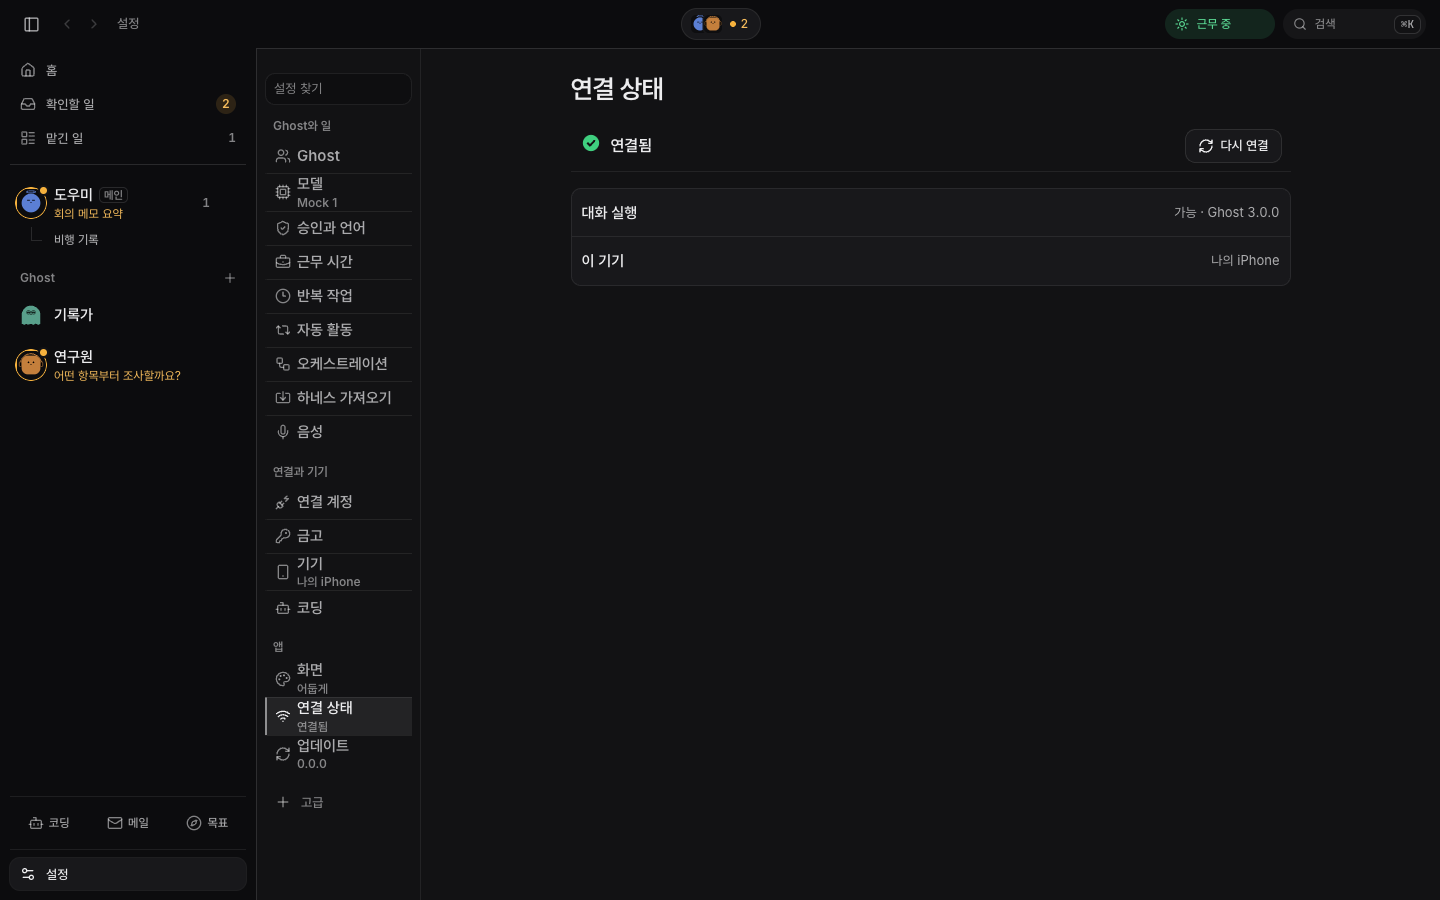 설정
2
근무 중
검색
⌘K
홈
확인할 일
2
맡긴 일
1
도우미 메인
회의 메모 요약
1
비행 기록
Ghost
기록가
연구원
어떤 항목부터 조사할까요?
코딩
메일
목표
설정
설정 찾기
Ghost와 일
Ghost
모델
Mock 1
승인과 언어
근무 시간
반복 작업
자동 활동
오케스트레이션
하네스 가져오기
음성
연결과 기기
연결 계정
금고
기기
나의 iPhone
코딩
앱
화면
어둡게
연결 상태
연결됨
업데이트
0.0.0
고급
연결 상태
연결됨
다시 연결
대화 실행
가능 · Ghost 3.0.0
이 기기
나의 iPhone